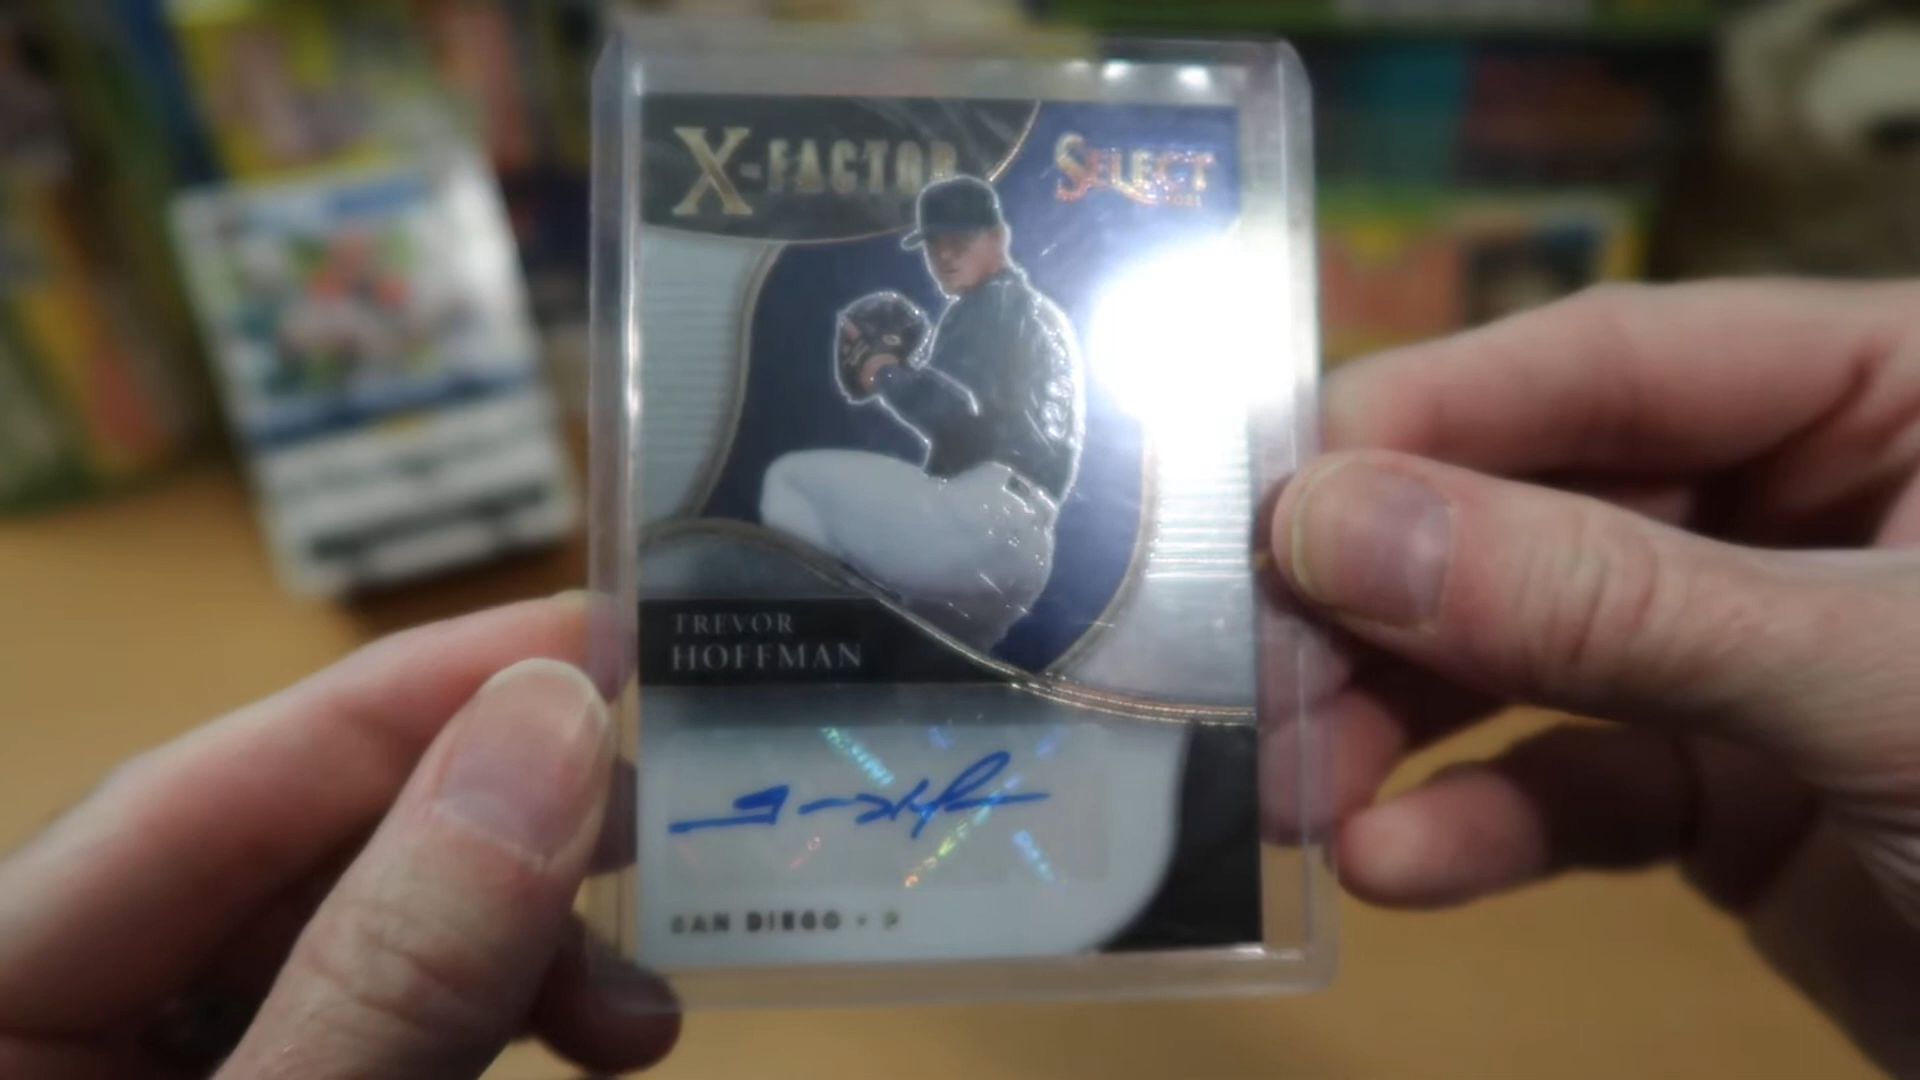 X-FACTOR
SELECT
TREVOR
HOFFMAN
SAN DIEGO • P